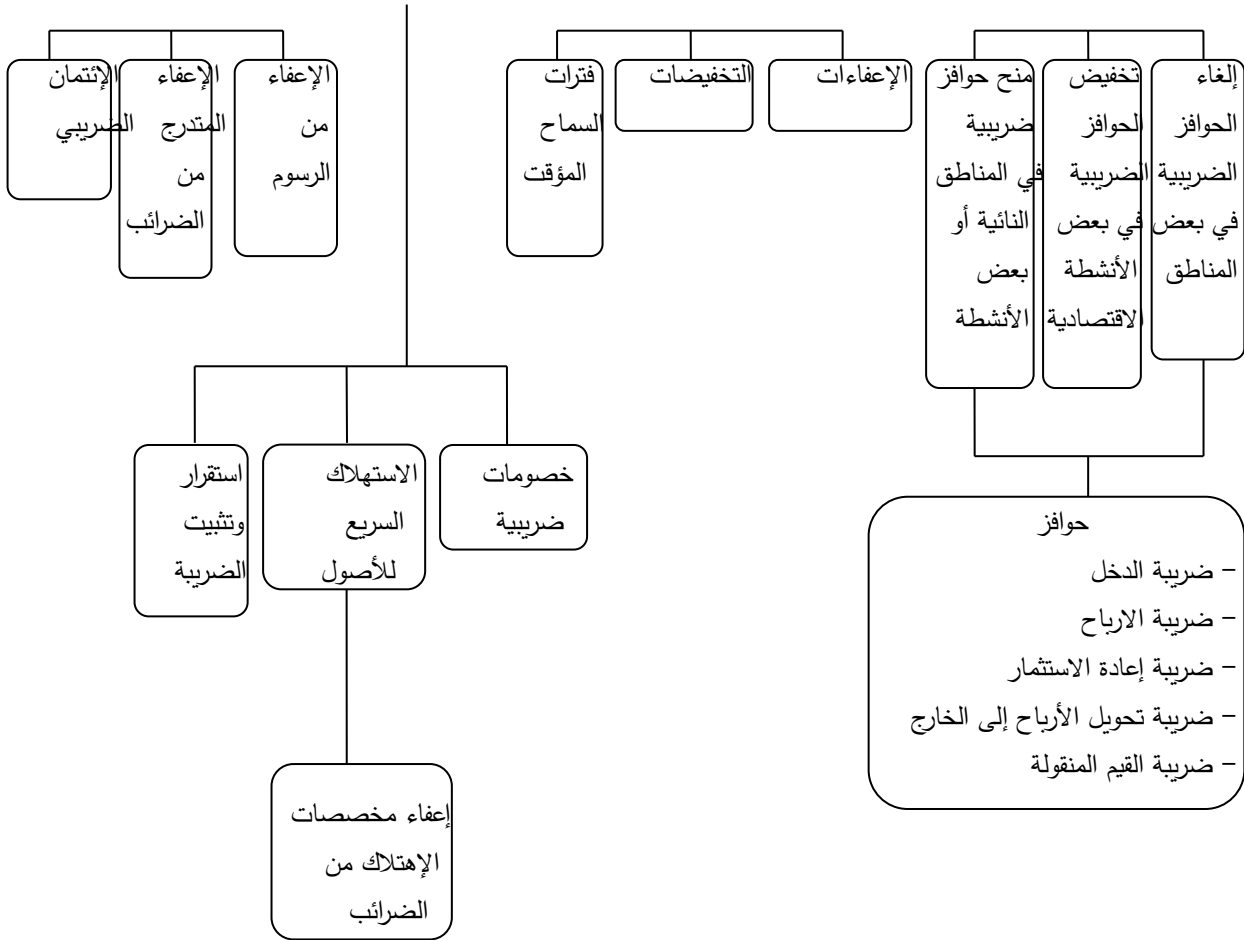 إلغاء
الحوافز
الضريبية
في بعض
المناطق
تخفيض
الحوافز
الضريبية
في بعض
الأنشطة
الاقتصادية
منح حوافز
ضريبية
في المناطق
النائية أو
بعض
الأنشطة
الإعفاءات
التخفيضات
فترات
السماح
المؤقت
الإعفاء
من
الرسوم
الإعفاء
المتدرج
من
الضرائب
الإئتمان
الضريبي
خصومات
ضريبية
الاستهلاك
السريع
للأصول
استقرار
وتثبيت
الضريبة
حوافز
- ضريبة الدخل
- ضريبة الارباح
- ضريبة إعادة الاستثمار
- ضريبة تحويل الأرباح إلى الخارج
- ضريبة القيم المنقولة
إعفاء مخصصات
الإهتلاك من
الضرائب